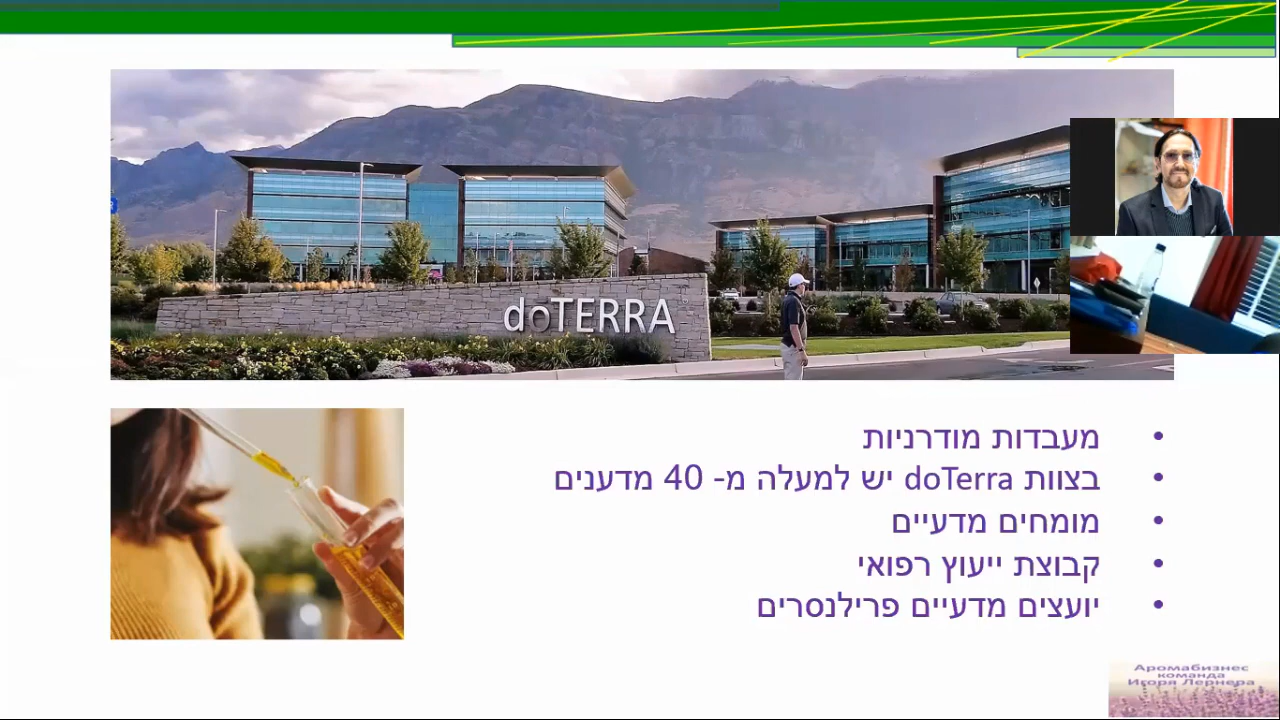 doTERRA
מעבדות מודרניות
בצוות doTerra יש למעלה מ- 40 מדענים
מומחים מדעיים
קבוצת ייעוץ רפואי
יועצים מדעיים פרילנסרים
Аромабизнес
команда
Игоря Лернера